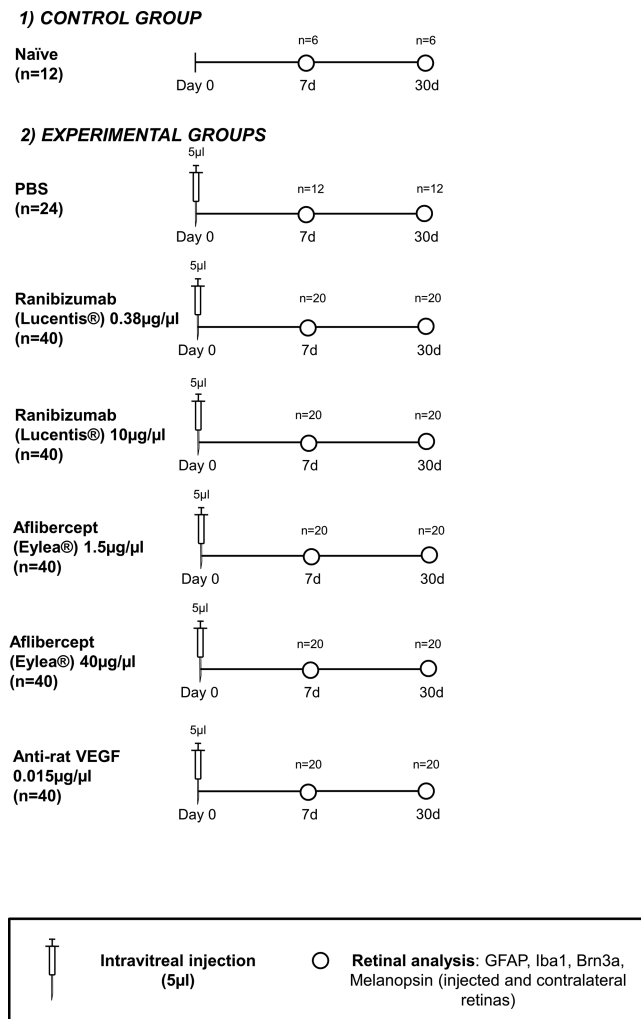 1) CONTROL GROUP
n=6 n=6
Naïve
(n=12)
Day 0 7d 30d
2) EXPERIMENTAL GROUPS
5µl
PBS
(n=24)
n=12 n=12
Day 0 7d 30d
5µl
Ranibizumab
(Lucentis®) 0.38µg/µl
(n=40)
n=20 n=20
Day 0 7d 30d
5µl
Ranibizumab
(Lucentis®) 10µg/µl
(n=40)
n=20 n=20
Day 0 7d 30d
5µl
Aflibercept
(Eylea®) 1.5µg/µl
(n=40)
n=20 n=20
Day 0 7d 30d
5µl
Aflibercept
(Eylea®) 40µg/µl
(n=40)
n=20 n=20
Day 0 7d 30d
5µl
Anti-rat VEGF
0.015µg/µl
(n=40)
n=20 n=20
Day 0 7d 30d
Intravitreal injection
(5µl)
Retinal analysis: GFAP, Iba1, Brn3a,
Melanopsin (injected and contralateral
retinas)